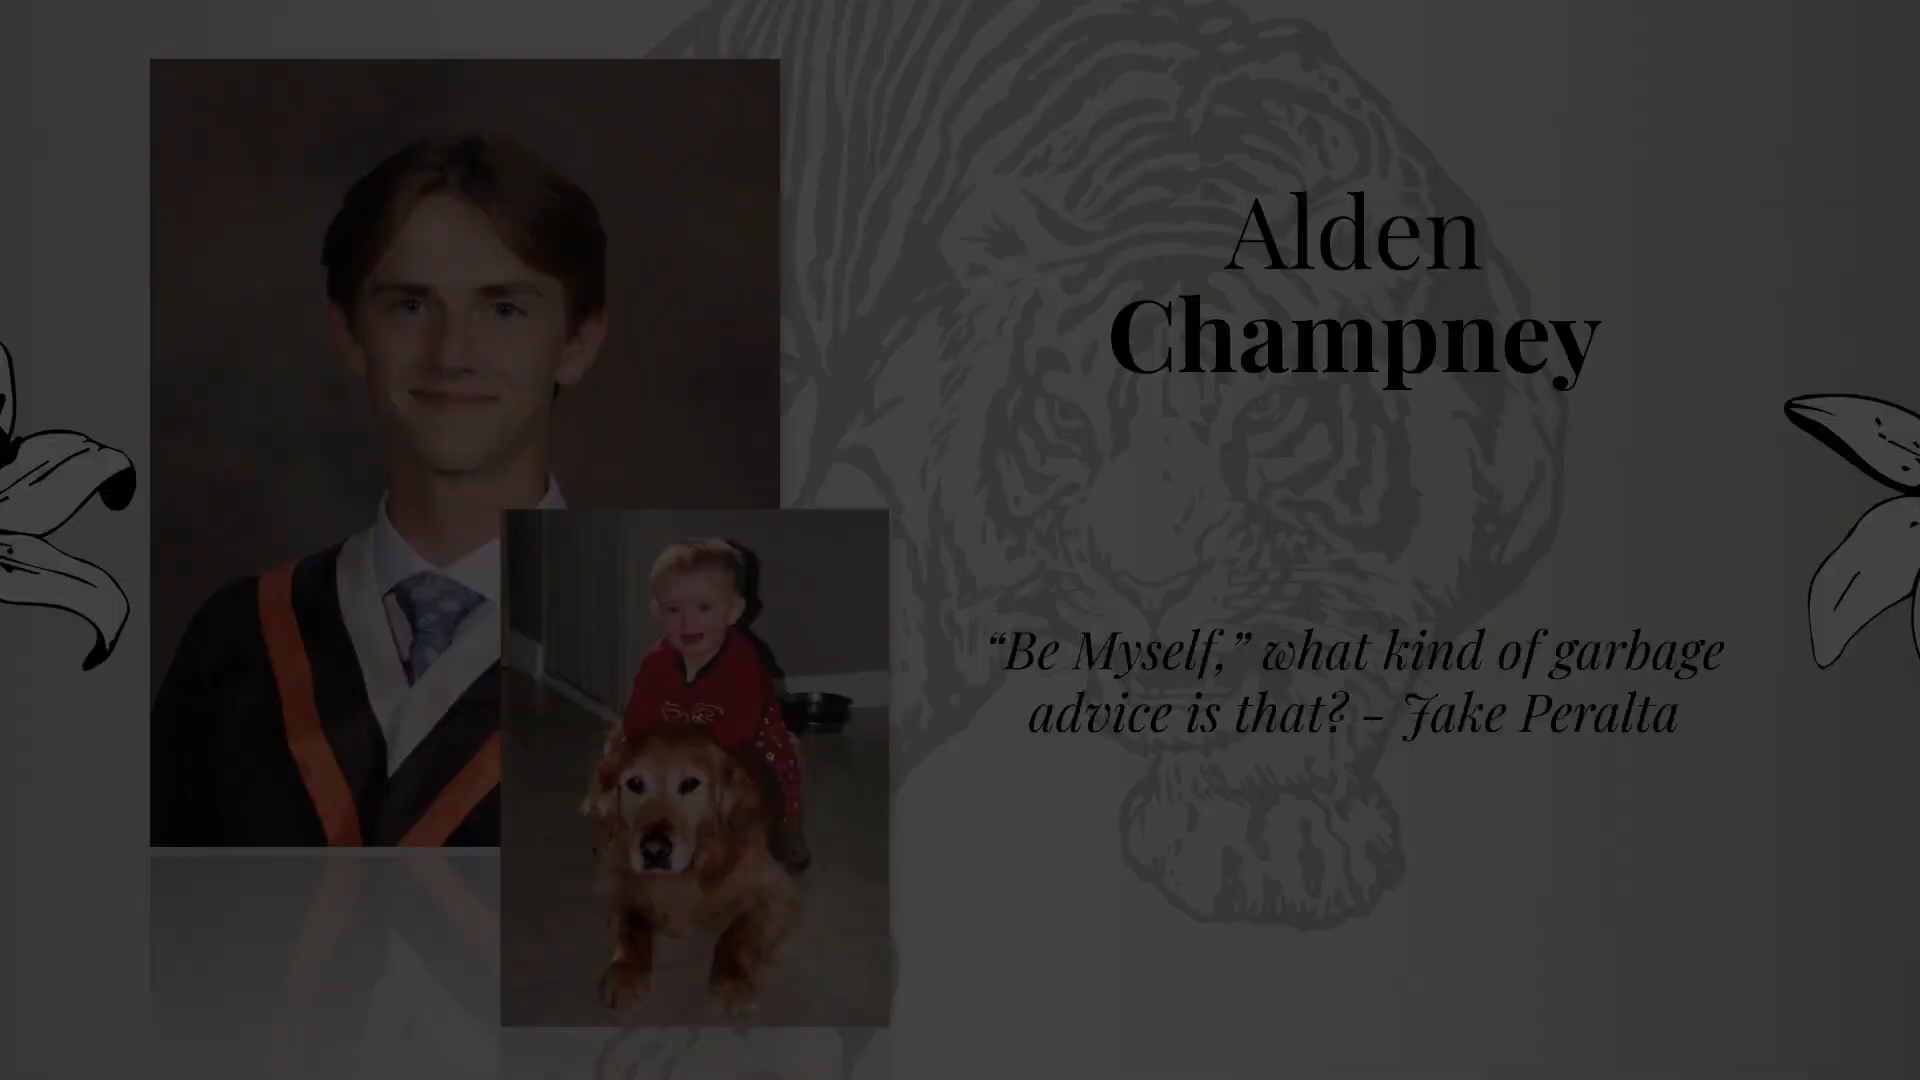 Alden
Champney
“Be Myself,” what kind of garbage
advice is that? – Jake Peralta